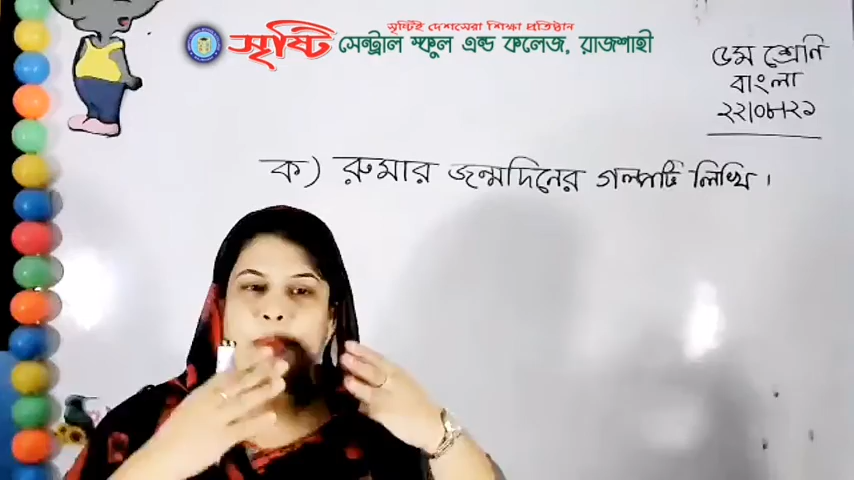 সৃষ্টিই দেশসেরা শিক্ষা প্রতিষ্ঠান
সৃষ্টি সেন্ট্রাল স্কুল এন্ড কলেজ, রাজশাহী
৫ম শ্রেণি
বাংলা
২২।০৮।২১
ক) রুমার জন্মদিনের গল্পটি লিখি।